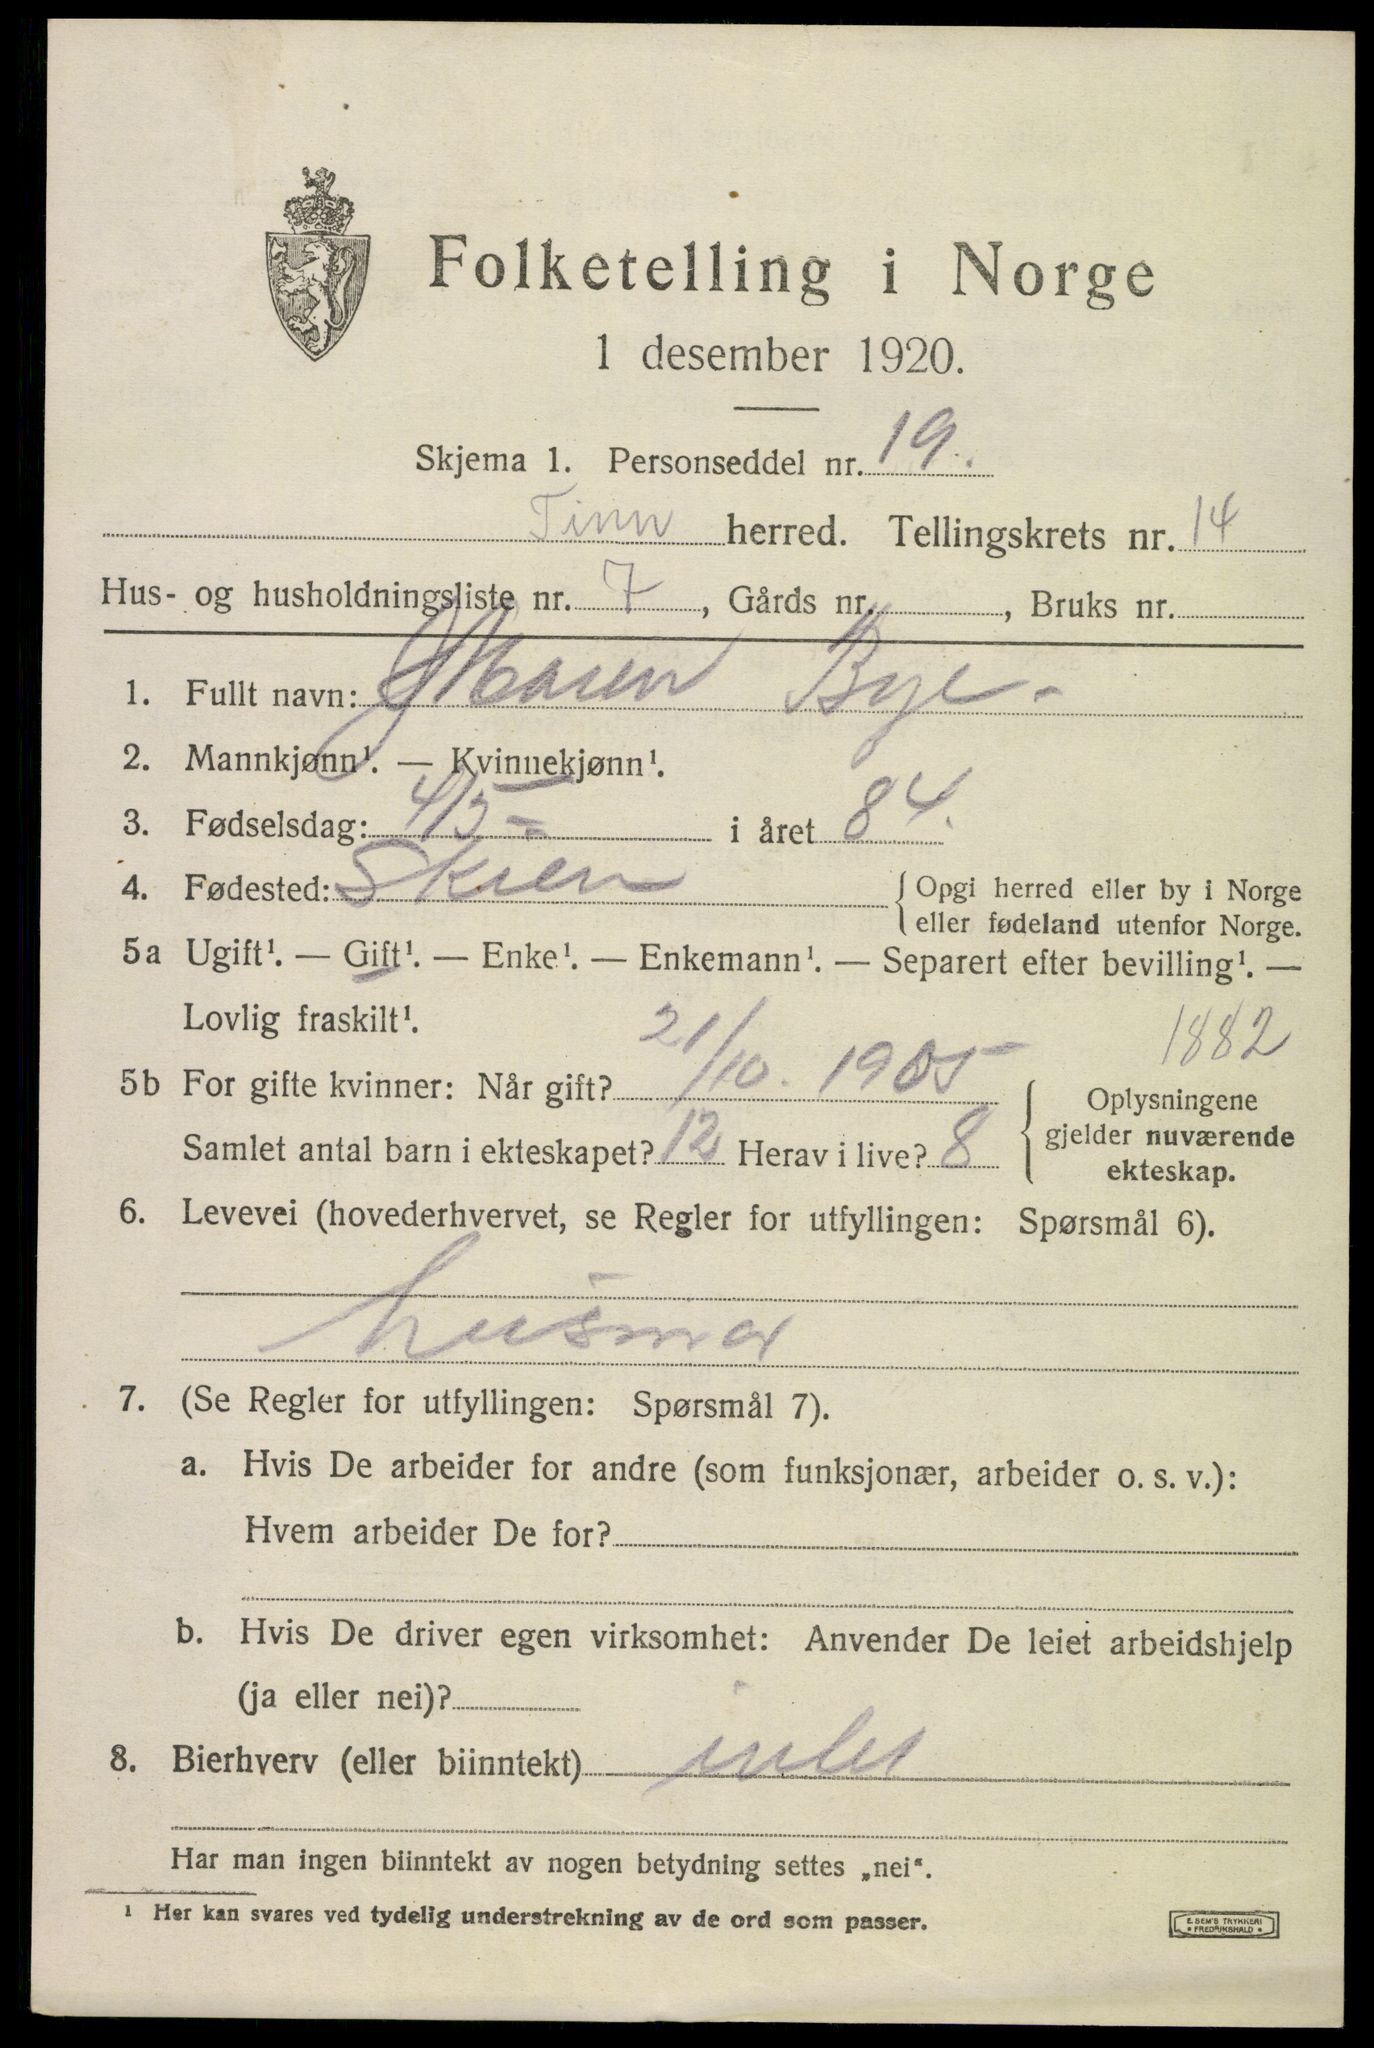 Folketelling i Norge
1 desember 1920.
Skjema 1. Personseddel nr. 19.
Tinn herred. Tellingskrets nr. 14
Hus- og husholdningsliste nr. 7, Gårds nr. , Bruks nr.
1. Fullt navn: Maren Bye -
2. Mannkjønn¹. — Kvinnekjønn¹.
3. Fødselsdag: 4/5 - i året 84.
4. Fødested: Skien {Opgi herred eller by i Norge
eller fødeland utenfor Norge.
5a Ugift¹. — Gift¹. — Enke¹. — Enkemann¹. — Separert efter bevilling¹. —
Lovlig fraskilt¹.
1882
5b For gifte kvinner: Når gift? 21/10. 1905
Samlet antal barn i ekteskapet? 12 Herav i live? 8
Oplysningene
gjelder nuværende
ekteskap.
6. Levevei (hovederhvervet, se Regler for utfyllingen: Spørsmål 6).
husmor
7. (Se Regler for utfyllingen: Spørsmål 7).
a. Hvis De arbeider for andre (som funksjonær, arbeider o. s. v.):
Hvem arbeider De for?
b. Hvis De driver egen virksomhet: Anvender De leiet arbeidshjelp
(ja eller nei)?
8. Bierhverv (eller biinntekt) intet
Har man ingen biinntekt av nogen betydning settes „nei“.
¹ Her kan svares ved tydelig understrekning av de ord som passer.
E. SEM'S TRYKKERI
• FREDRIKSHALD •